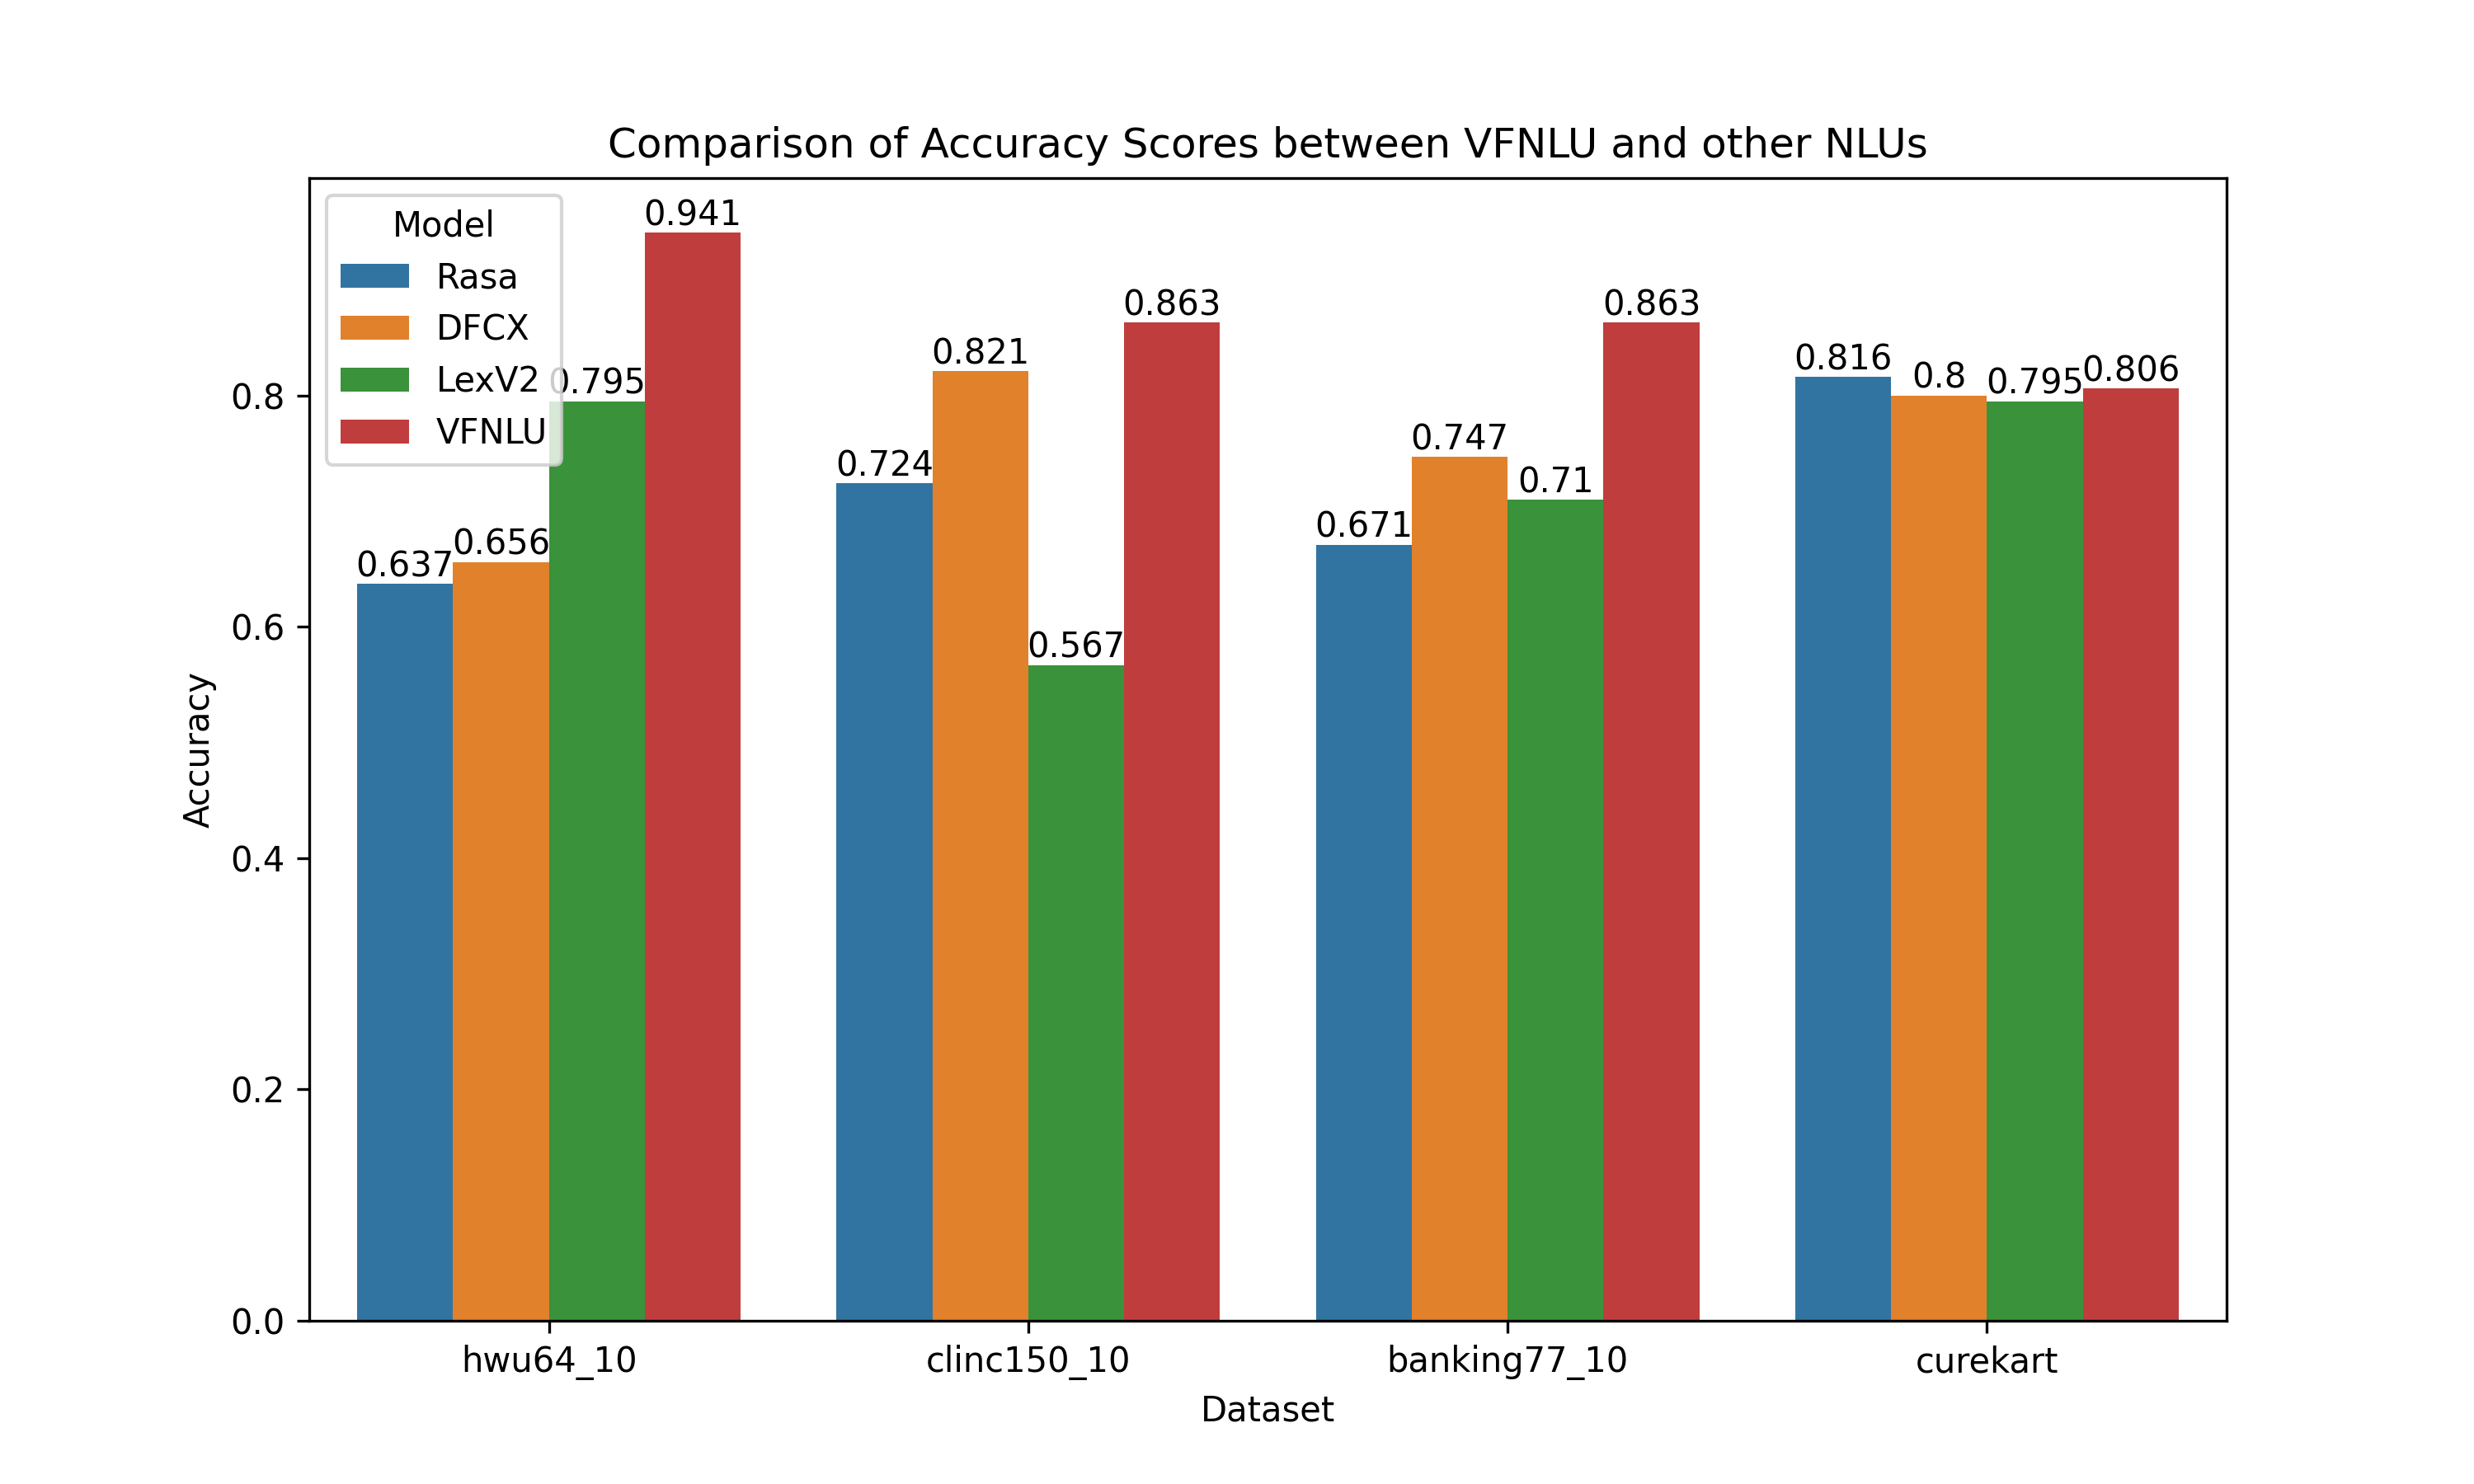 Comparison of Accuracy Scores between VFNLU and other NLUs
Model
Rasa
DFCX
LexV2
VFNLU
0.637
0.656
0.795
0.941
0.724
0.821
0.567
0.863
0.671
0.747
0.71
0.863
0.816
0.8
0.795
0.806
0.8
0.6
0.4
0.2
0.0
Accuracy
hwu64_10
clinc150_10
banking77_10
curekart
Dataset